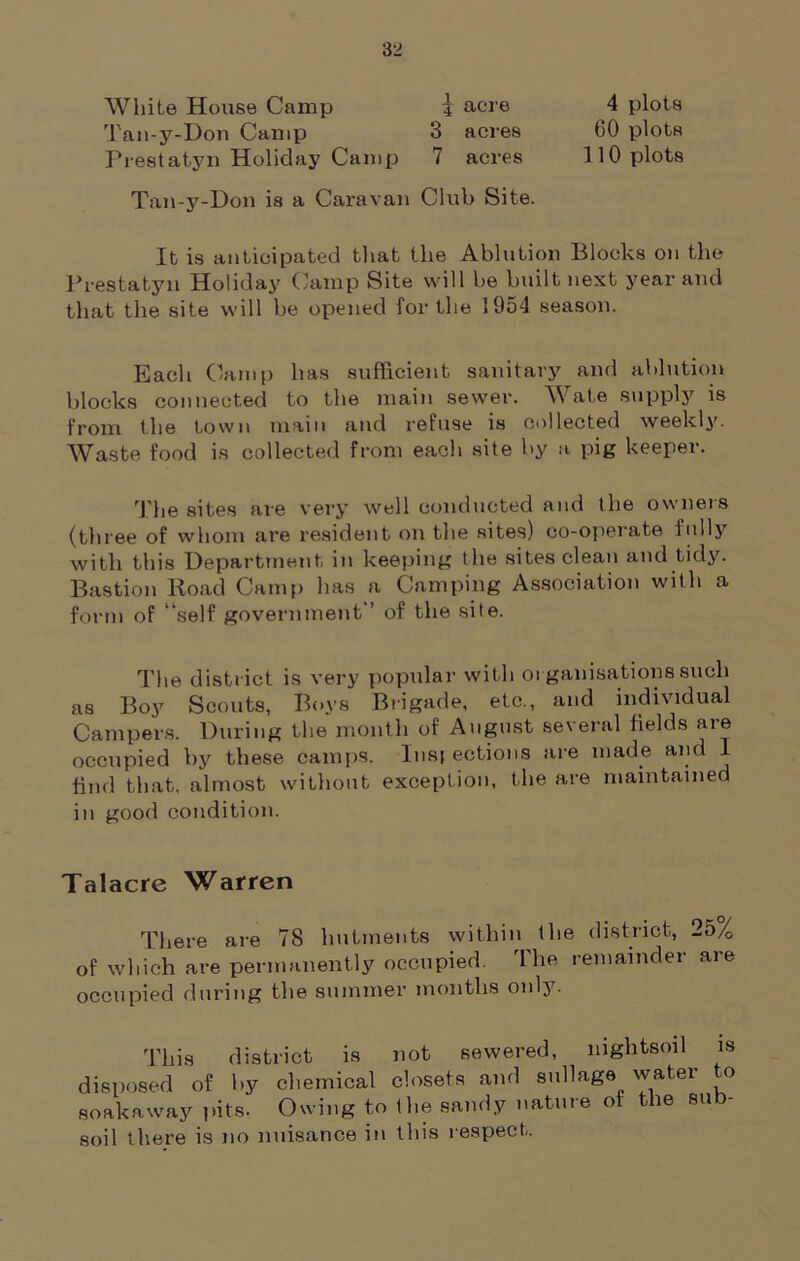 32
White House Camp ¼ acre 4 plots
Tan-y-Don Camp 3 acres 60 plots
Prestatyn Holiday Camp 7 acres 110 plots
Tan-y-Don is a Caravan Club Site.
It is anticipated that the Ablution Blocks on the
Prestatyn Holiday Camp Site will be built next year and
that the site will be opened for the 1954 season.
Each Camp has sufficient sanitary and ablution
blocks connected to the main sewer. Wate supply is
from the town main and refuse is collected weekly.
Waste food is collected from each site by a pig keeper.
The sites are very well conducted and the owners
(three of whom are resident on the sites) co-operate fully
with this Department in keeping the sites clean and tidy.
Bastion Road Camp has a Camping Association with a
form of "self government" of the site.
The district is very popular with organisations such
as Boy Scouts, Boys Brigade, etc., and individual
Campers. During the month of August several fields are
occupied by these camps. Inspections are made and I
find that, almost without exception, the are maintained
in good condition.
Talacre Warren
There are 78 hutments within the district, 25%
of which are permanently occupied. The remainder are
occupied during the summer months only.
This district is not sewered, nightsoil is
disposed of by chemical closets and sullage water to
soakaway pits. Owing to the sandy nature of the sub-
soil there is no nuisance in this respect.